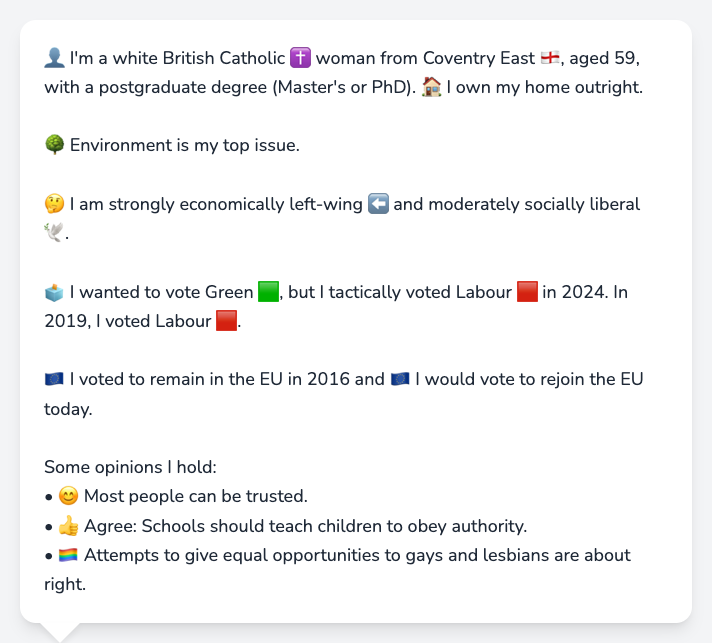 👤 I'm a white British Catholic ✝️ woman from Coventry East 🏴󠁧󠁢󠁥󠁮󠁧󠁿, aged 59,
with a postgraduate degree (Master's or PhD). 🏠 I own my home outright.
🌳 Environment is my top issue.
🤔 I am strongly economically left-wing ⬅️ and moderately socially liberal
🕊️.
🗳️ I wanted to vote Green 🟩, but I tactically voted Labour 🟥 in 2024. In
2019, I voted Labour 🟥.
🇪🇺 I voted to remain in the EU in 2016 and 🇪🇺 I would vote to rejoin the EU
today.
Some opinions I hold:
• 😊 Most people can be trusted.
• 👍 Agree: Schools should teach children to obey authority.
• 🏳️‍🌈 Attempts to give equal opportunities to gays and lesbians are about
right.